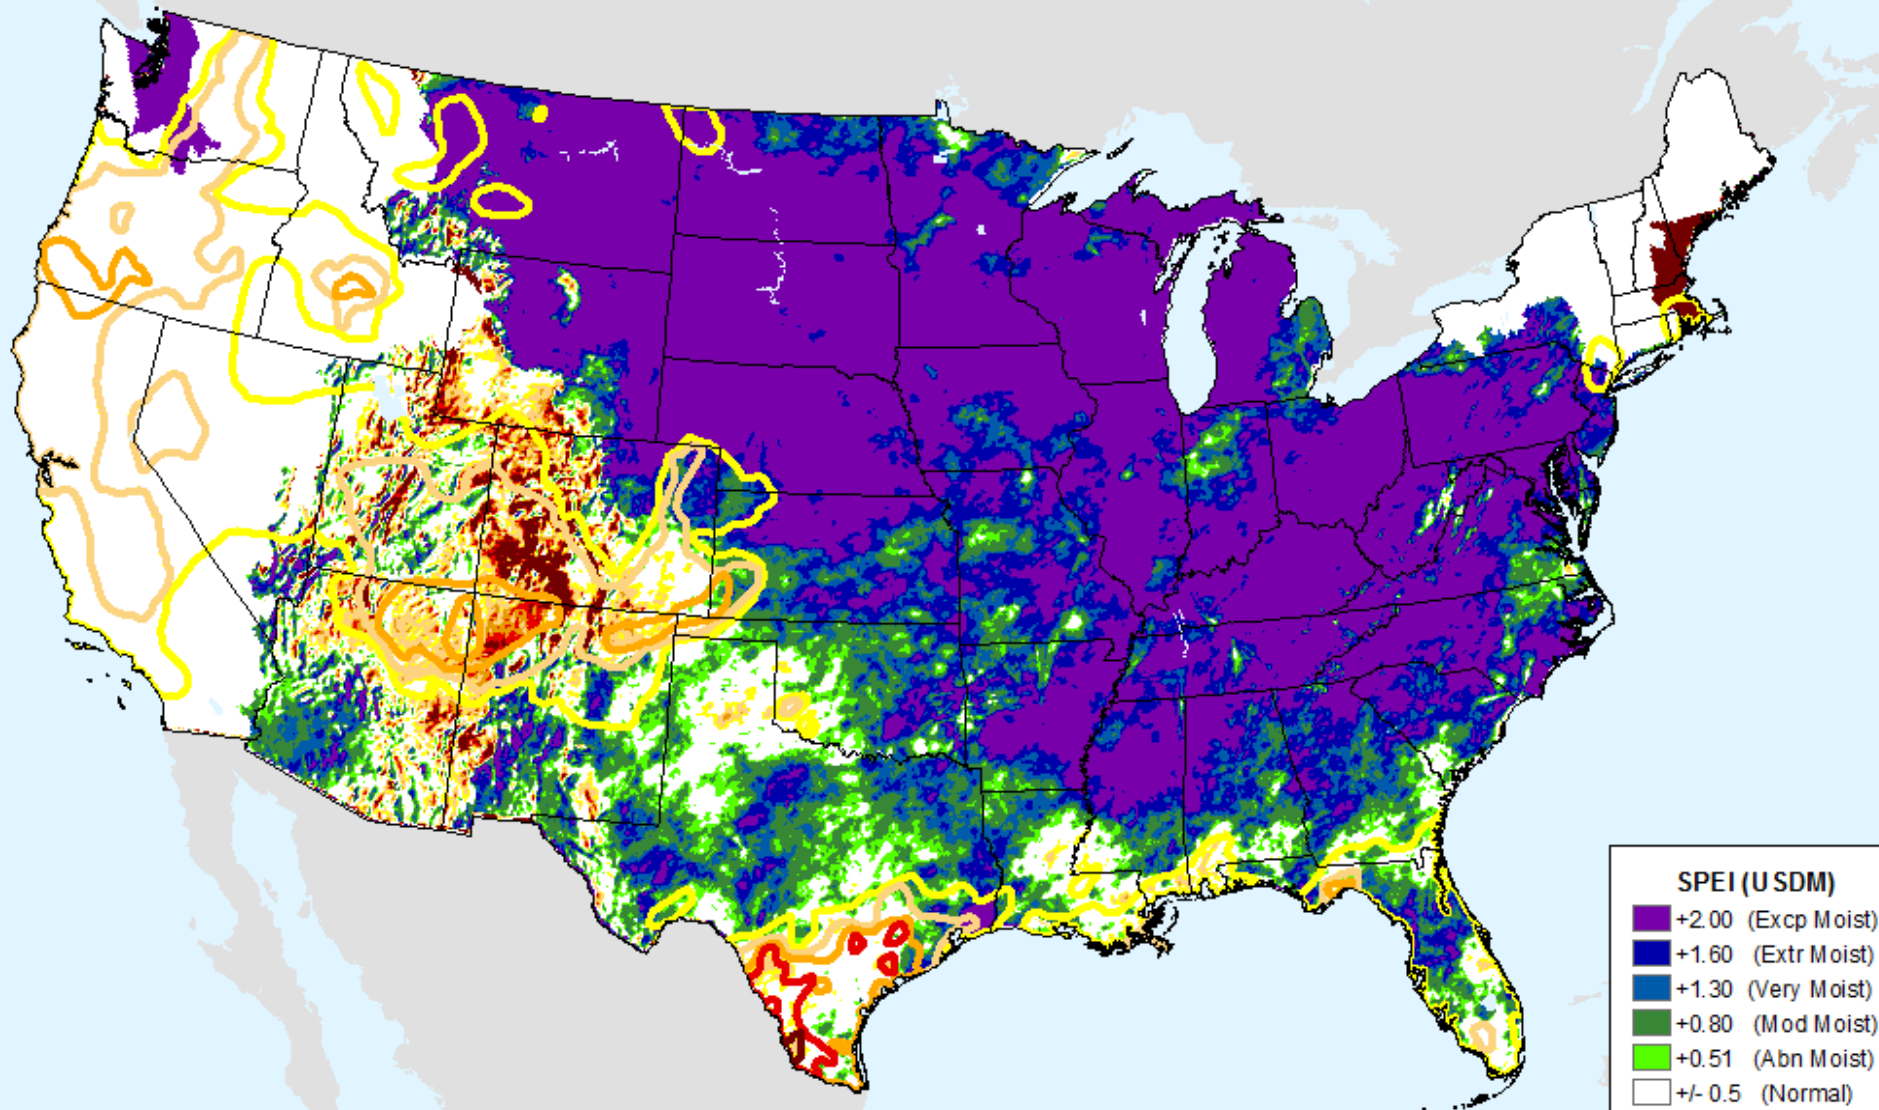 SPEI (USDM)
+2.00 (Excp Moist)
+1.60 (Extr Moist)
+1.30 (Very Moist)
+0.80 (Mod Moist)
+0.51 (Abn Moist)
+/- 0.5 (Normal)